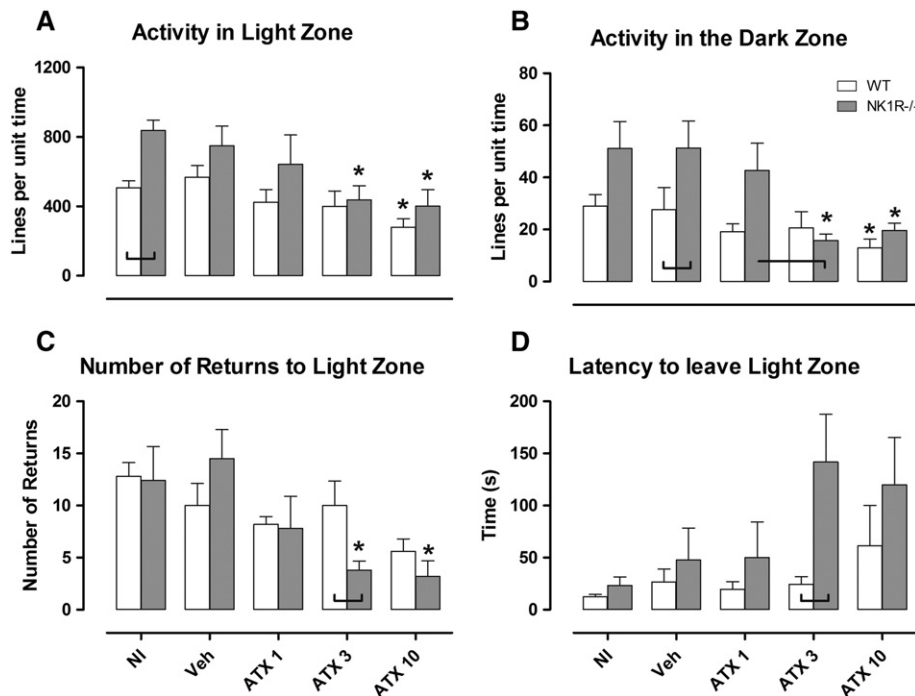 A
Activity in Light Zone
Lines per unit time
1200
800
400
0
*
*
*
B
Activity in the Dark Zone
Lines per unit time
80
60
40
20
0
WT
NK1R-/-
*
*
*
C
Number of Returns to Light Zone
Number of Returns
20
15
10
5
0
*
*
NI
Veh
ATX 1
ATX 3
ATX 10
D
Latency to leave Light Zone
Time (s)
200
150
100
50
0
NI
Veh
ATX 1
ATX 3
ATX 10